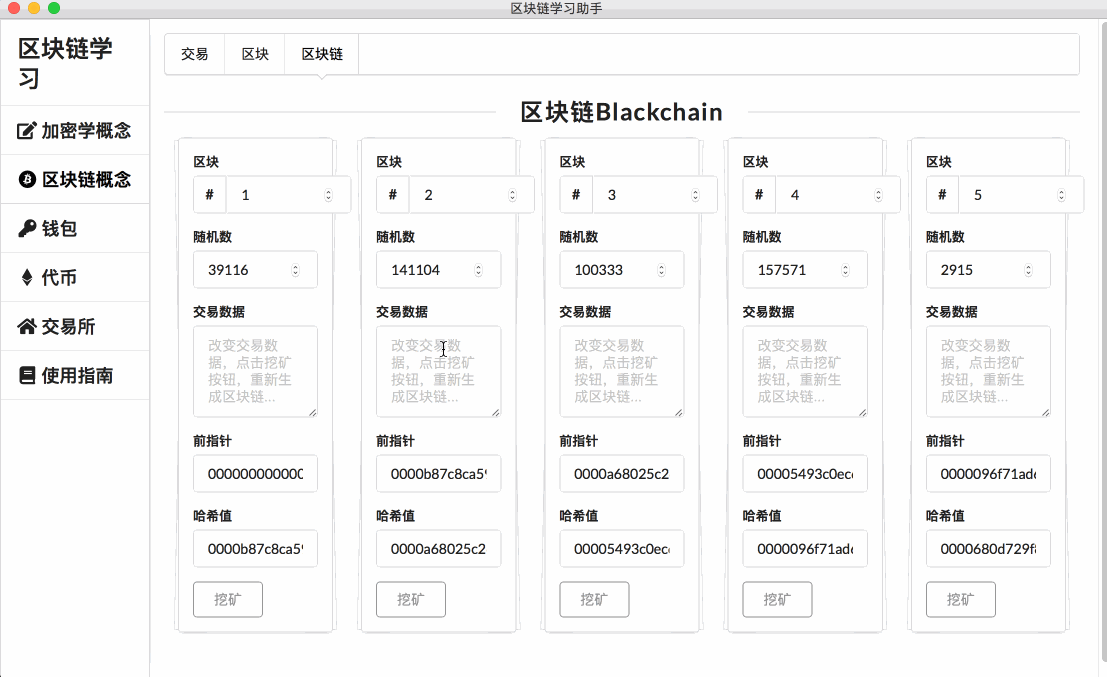 区块链学习助手
区块链学
习
加密学概念
区块链概念
钱包
代币
交易所
使用指南
交易 区块 区块链
区块链Blockchain
区块 区块 区块 区块 区块
# 1 # 2 # 3 # 4 # 5
随机数 随机数 随机数 随机数 随机数
39116 141104 100333 157571 2915
交易数据 交易数据 交易数据 交易数据 交易数据
改变交易数 改变交易数 改变交易数 改变交易数 改变交易数
据，点击挖矿 据，点击挖矿 据，点击挖矿 据，点击挖矿 据，点击挖矿
按钮，重新生 按钮，重新生 按钮，重新生 按钮，重新生 按钮，重新生
成区块链... 成区块链... 成区块链... 成区块链... 成区块链...
前指针 前指针 前指针 前指针 前指针
000000000000 0000b87c8ca5 0000a68025c2 00005493c0ec 0000096f71ad
哈希值 哈希值 哈希值 哈希值 哈希值
0000b87c8ca5 0000a68025c2 00005493c0ec 0000096f71ad 0000680d729f
挖矿 挖矿 挖矿 挖矿 挖矿